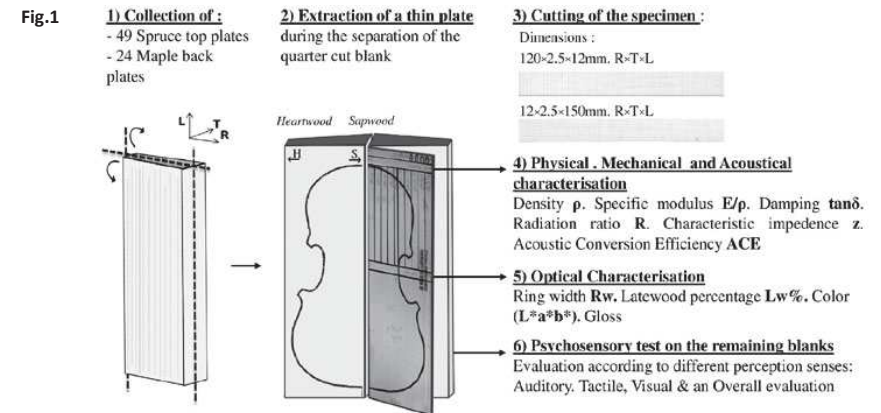 Fig.1
1) Collection of :
- 49 Spruce top plates
- 24 Maple back
plates
2) Extraction of a thin plate
during the separation of the
quarter cut blank
3) Cutting of the specimen :
Dimensions :
120×2.5×12mm. R×T×L
12×2.5×150mm. R×T×L
L
T
R
Heartwood Sapwood
H
S
4) Physical . Mechanical and Acoustical
characterisation
Density ρ. Specific modulus E/ρ. Damping tanδ.
Radiation ratio R. Characteristic impedence z.
Acoustic Conversion Efficiency ACE
5) Optical Characterisation
Ring width Rw. Latewood percentage Lw%. Color
(L*a*b*). Gloss
6) Psychosensory test on the remaining blanks
Evaluation according to different perception senses:
Auditory. Tactile, Visual & an Overall evaluation